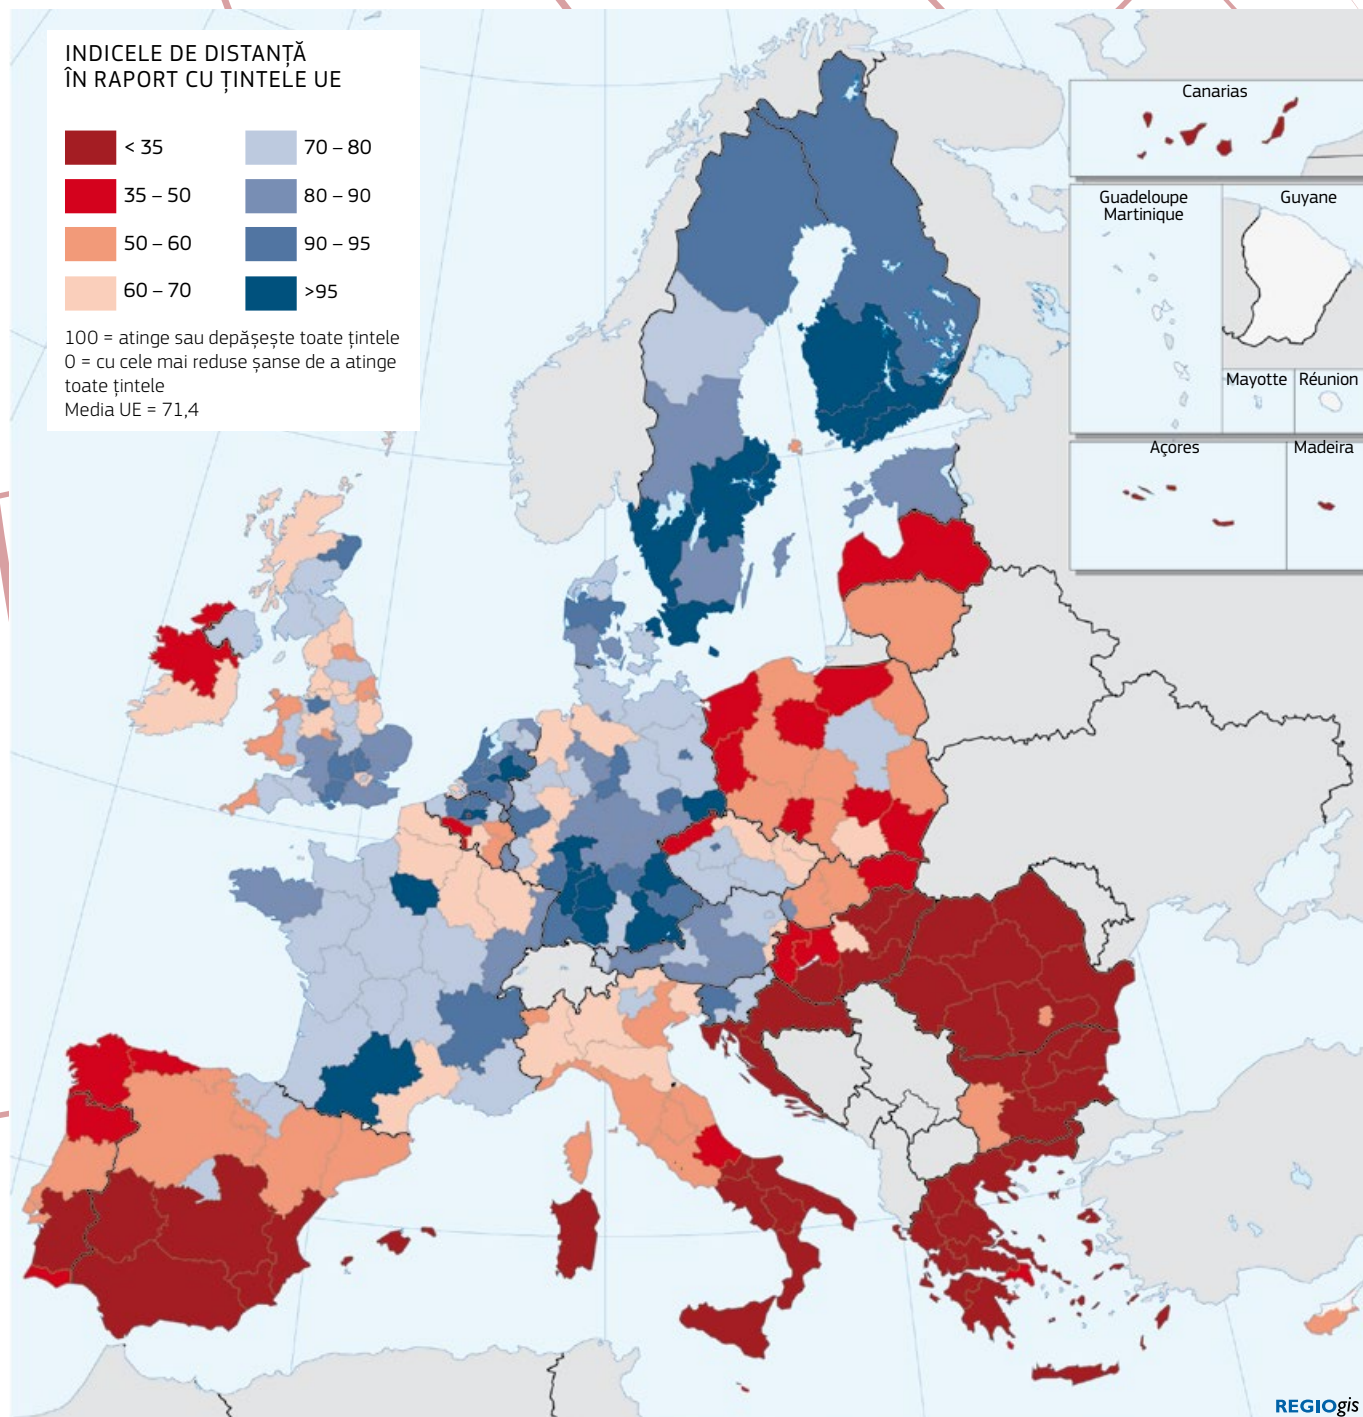 INDICELE DE DISTANȚĂ
ÎN RAPORT CU ȚINTELE UE
< 35
35 – 50
50 – 60
60 – 70
70 – 80
80 – 90
90 – 95
>95
100 = atinge sau depășește toate țintele
0 = cu cele mai reduse șanse de a atinge
toate țintele
Media UE = 71,4
Canarias
Guadeloupe
Martinique
Guyane
Mayotte
Réunion
Açores
Madeira
REGIOgis